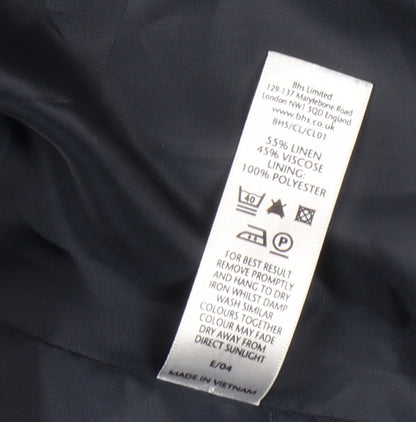 Bhs Limited
129-137 Marylebone Road
London NW1 5QD England
www.bhs.co.uk
BHS/CL/CL01
55% LINEN
45% VISCOSE
LINING:
100% POLYESTER
40
P
FOR BEST RESULT
REMOVE PROMPTLY
AND HANG TO DRY
IRON WHILST DAMP
WASH SIMILAR
COLOURS TOGETHER
COLOUR MAY FADE
DRY AWAY FROM
DIRECT SUNLIGHT
E/04
MADE IN VIETNAM